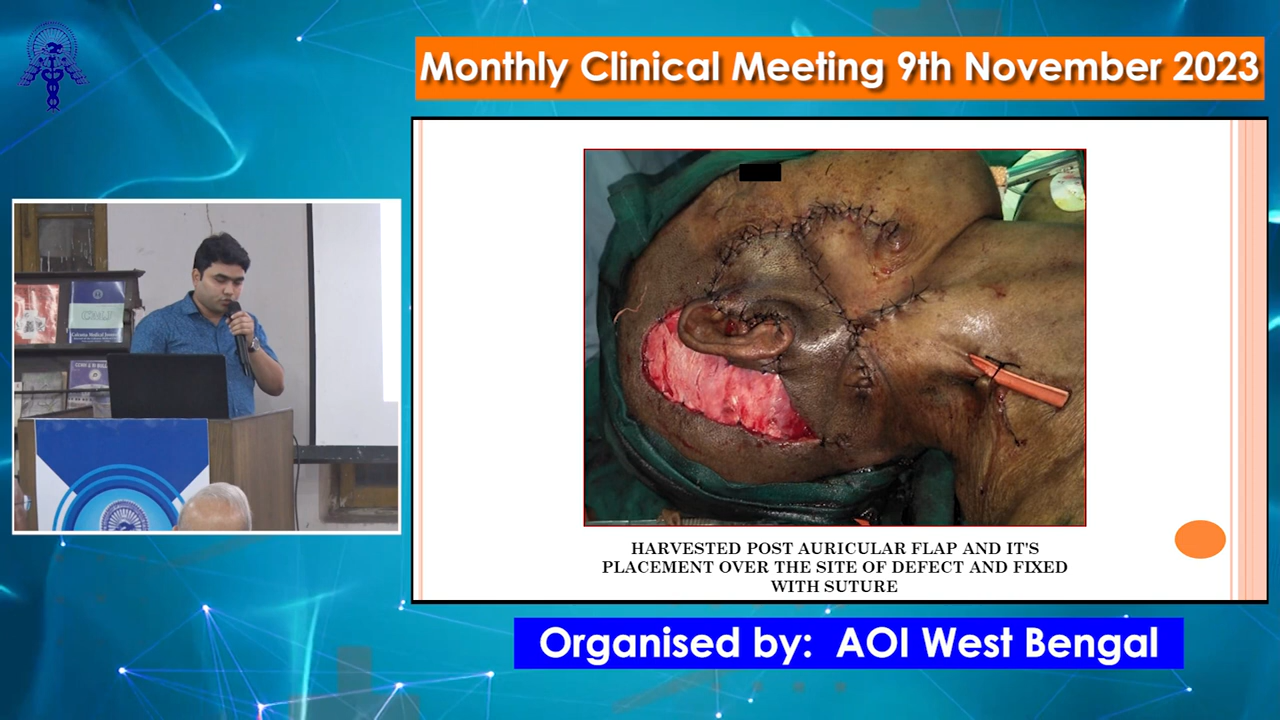 Monthly Clinical Meeting 9th November 2023
HARVESTED POST AURICULAR FLAP AND IT'S
PLACEMENT OVER THE SITE OF DEFECT AND FIXED
WITH SUTURE
CMJ
Organised by: AOI West Bengal